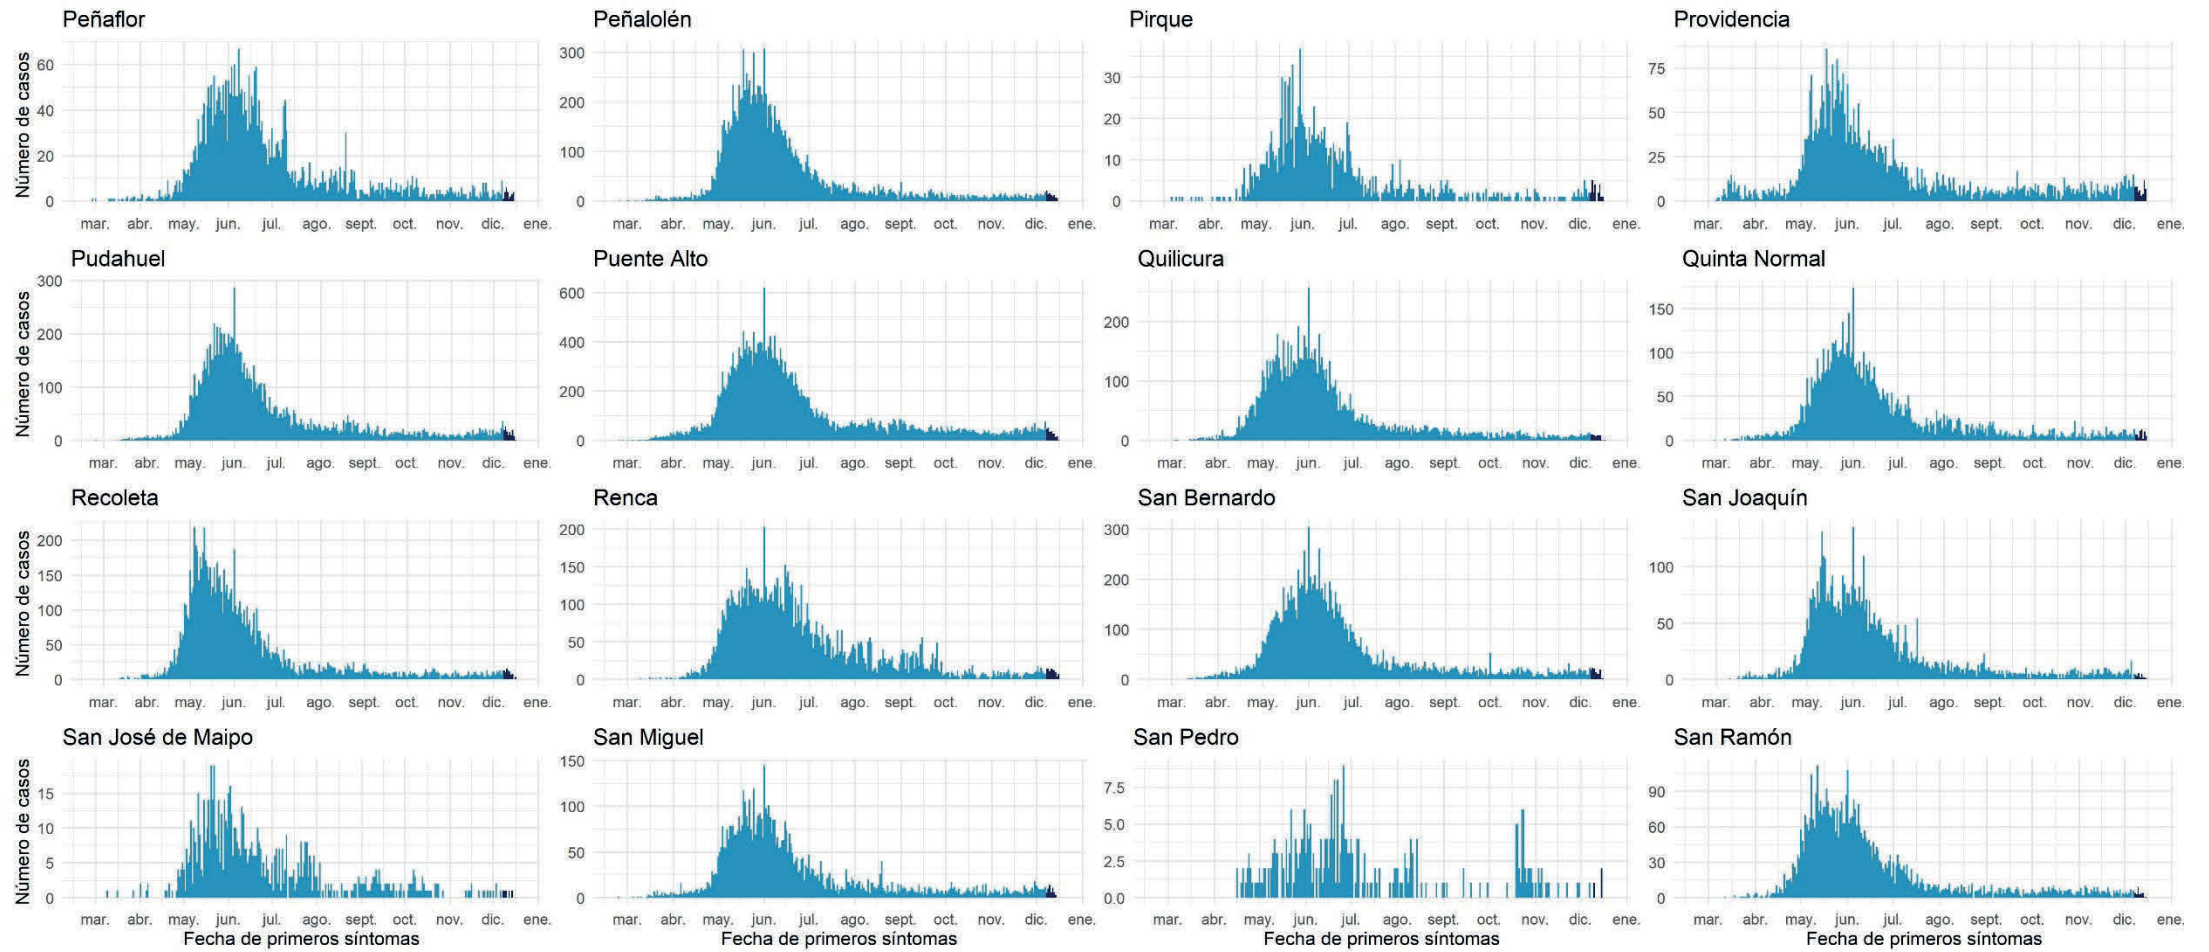 Peñaflor
Peñalolén
Pirque
Providencia
Número de casos
60
40
20
0
300
200
100
0
30
20
10
0
75
50
25
0
mar. abr. may. jun. jul. ago. sept. oct. nov. dic. ene.
mar. abr. may. jun. jul. ago. sept. oct. nov. dic. ene.
mar. abr. may. jun. jul. ago. sept. oct. nov. dic. ene.
mar. abr. may. jun. jul. ago. sept. oct. nov. dic. ene.
Pudahuel
Puente Alto
Quilicura
Quinta Normal
Número de casos
300
200
100
0
600
400
200
0
200
100
0
150
100
50
0
mar. abr. may. jun. jul. ago. sept. oct. nov. dic. ene.
mar. abr. may. jun. jul. ago. sept. oct. nov. dic. ene.
mar. abr. may. jun. jul. ago. sept. oct. nov. dic. ene.
mar. abr. may. jun. jul. ago. sept. oct. nov. dic. ene.
Recoleta
Renca
San Bernardo
San Joaquín
Número de casos
200
150
100
50
0
200
150
100
50
0
300
200
100
0
100
50
0
mar. abr. may. jun. jul. ago. sept. oct. nov. dic. ene.
mar. abr. may. jun. jul. ago. sept. oct. nov. dic. ene.
mar. abr. may. jun. jul. ago. sept. oct. nov. dic. ene.
mar. abr. may. jun. jul. ago. sept. oct. nov. dic. ene.
San José de Maipo
San Miguel
San Pedro
San Ramón
Número de casos
15
10
5
0
150
100
50
0
7.5
5.0
2.5
0.0
90
60
30
0
mar. abr. may. jun. jul. ago. sept. oct. nov. dic. ene.
mar. abr. may. jun. jul. ago. sept. oct. nov. dic. ene.
mar. abr. may. jun. jul. ago. sept. oct. nov. dic. ene.
mar. abr. may. jun. jul. ago. sept. oct. nov. dic. ene.
Fecha de primeros síntomas
Fecha de primeros síntomas
Fecha de primeros síntomas
Fecha de primeros síntomas